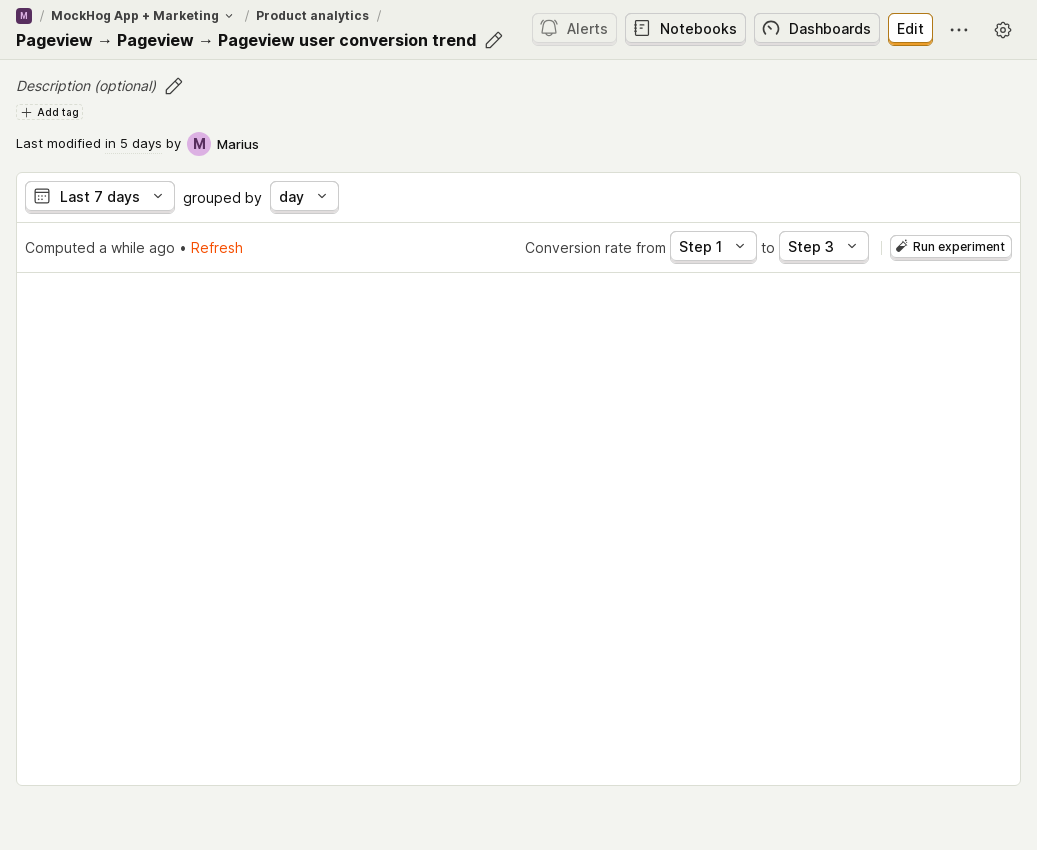 M / MockHog App + Marketing / Product analytics /
Pageview → Pageview → Pageview user conversion trend
Alerts Notebooks Dashboards Edit
Description (optional)
Add tag
Last modified in 5 days by M Marius
Last 7 days grouped by day
Computed a while ago • Refresh Conversion rate from Step 1 to Step 3 Run experiment